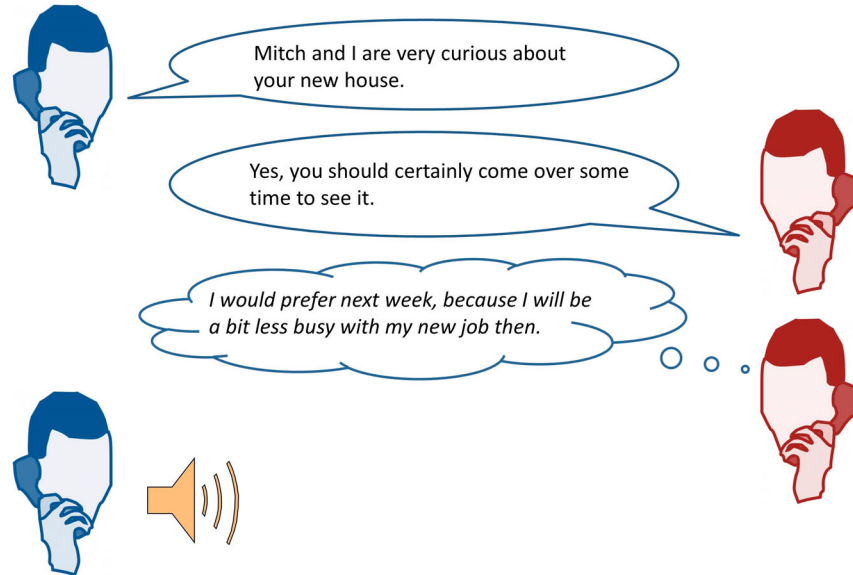 Mitch and I are very curious about
your new house.
Yes, you should certainly come over some
time to see it.
I would prefer next week, because I will be
a bit less busy with my new job then.